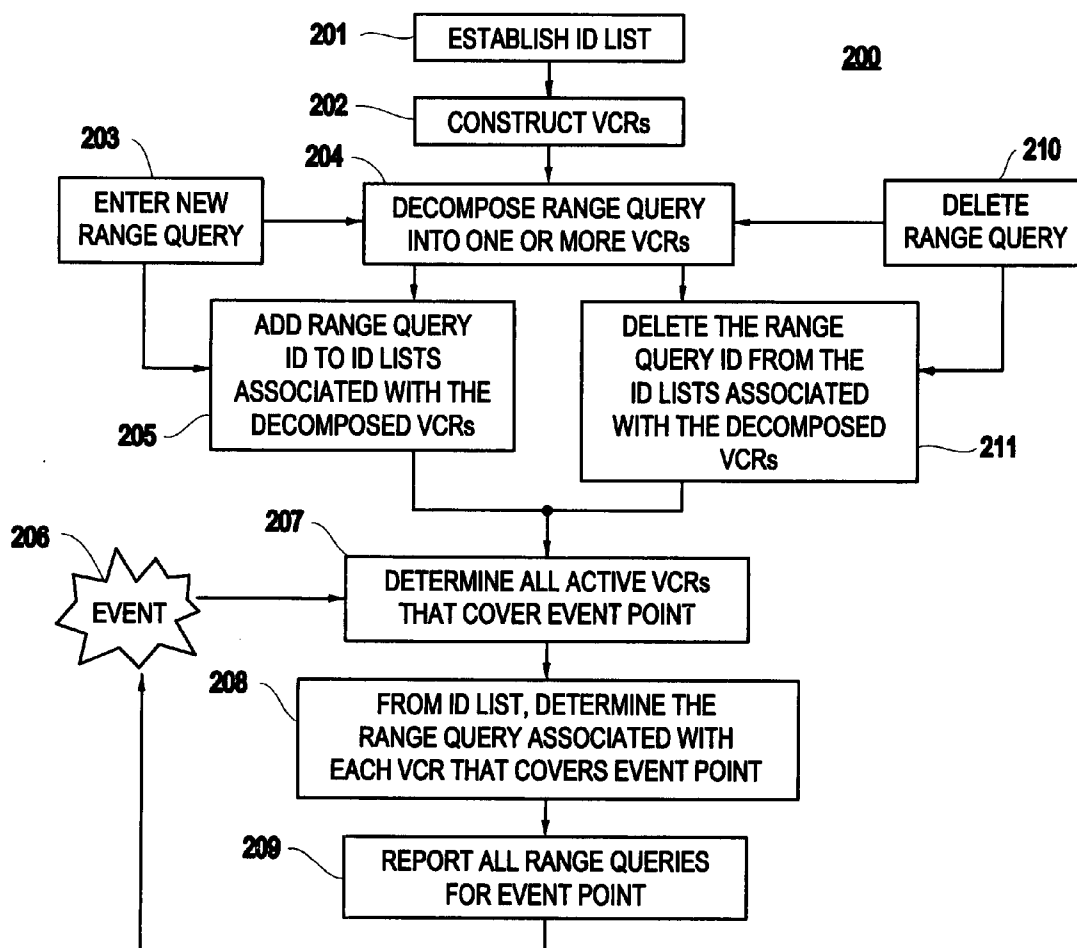 201
ESTABLISH ID LIST
200
202
CONSTRUCT VCRs
203
ENTER NEW
RANGE QUERY
204
DECOMPOSE RANGE QUERY
INTO ONE OR MORE VCRs
210
DELETE
RANGE QUERY
ADD RANGE QUERY
ID TO ID LISTS
ASSOCIATED WITH THE
DECOMPOSED VCRs
205
DELETE THE RANGE
QUERY ID FROM THE
ID LISTS ASSOCIATED
WITH THE DECOMPOSED
VCRs
211
206
EVENT
207
DETERMINE ALL ACTIVE VCRs
THAT COVER EVENT POINT
208
FROM ID LIST, DETERMINE THE
RANGE QUERY ASSOCIATED WITH
EACH VCR THAT COVERS EVENT POINT
209
REPORT ALL RANGE QUERIES
FOR EVENT POINT